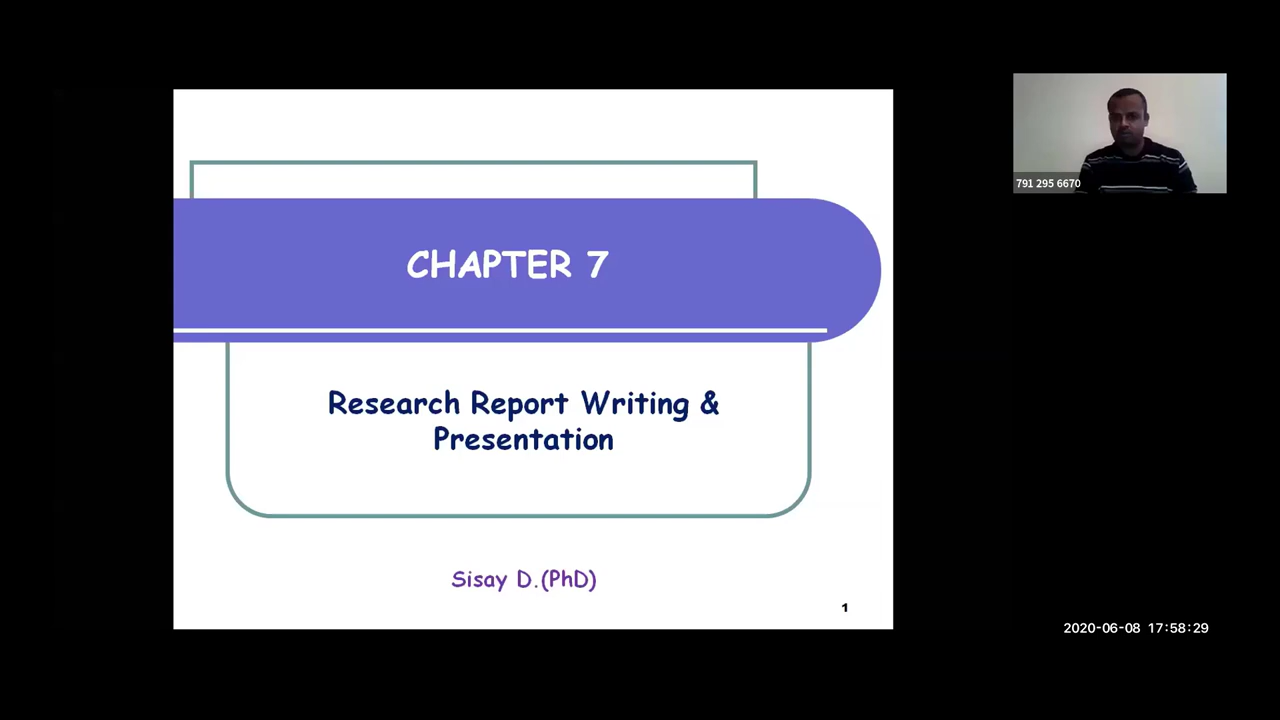 CHAPTER 7
Research Report Writing &
Presentation
Sisay D.(PhD)
1
791 295 6670
2020-06-08 17:58:29